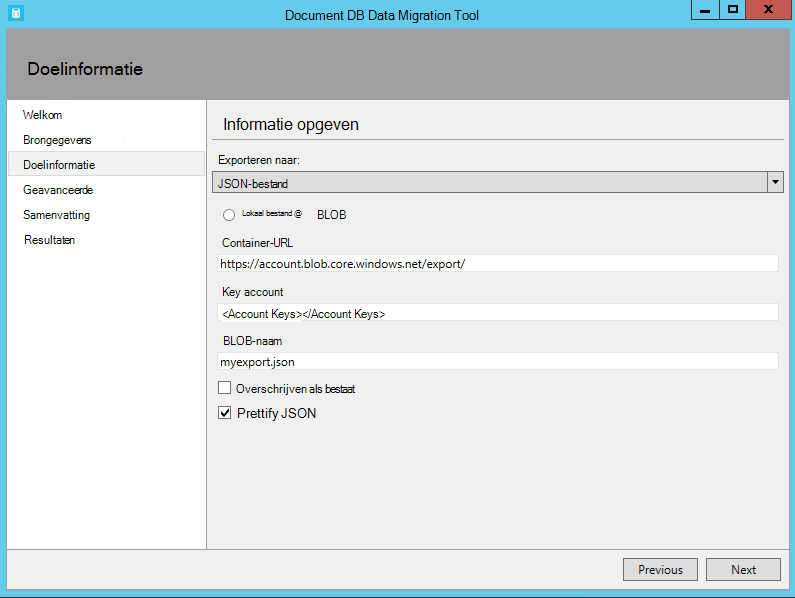 Document DB Data Migration Tool
Doelinformatie
Welkom
Brongegevens
Doelinformatie
Geavanceerde
Samenvatting
Resultaten
Informatie opgeven
Exporteren naar:
JSON-bestand
Lokaal bestand @ BLOB
Container-URL
https://account.blob.core.windows.net/export/
Key account
<Account Keys></Account Keys>
BLOB-naam
myexport.json
Overschrijven als bestaat
Prettify JSON
Previous Next